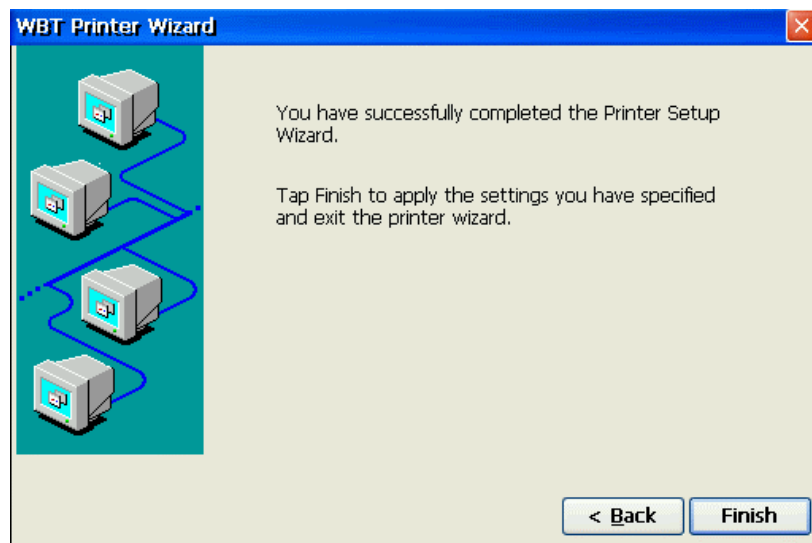 WBT Printer Wizard
You have successfully completed the Printer Setup
Wizard.
Tap Finish to apply the settings you have specified
and exit the printer wizard.
< Back
Finish